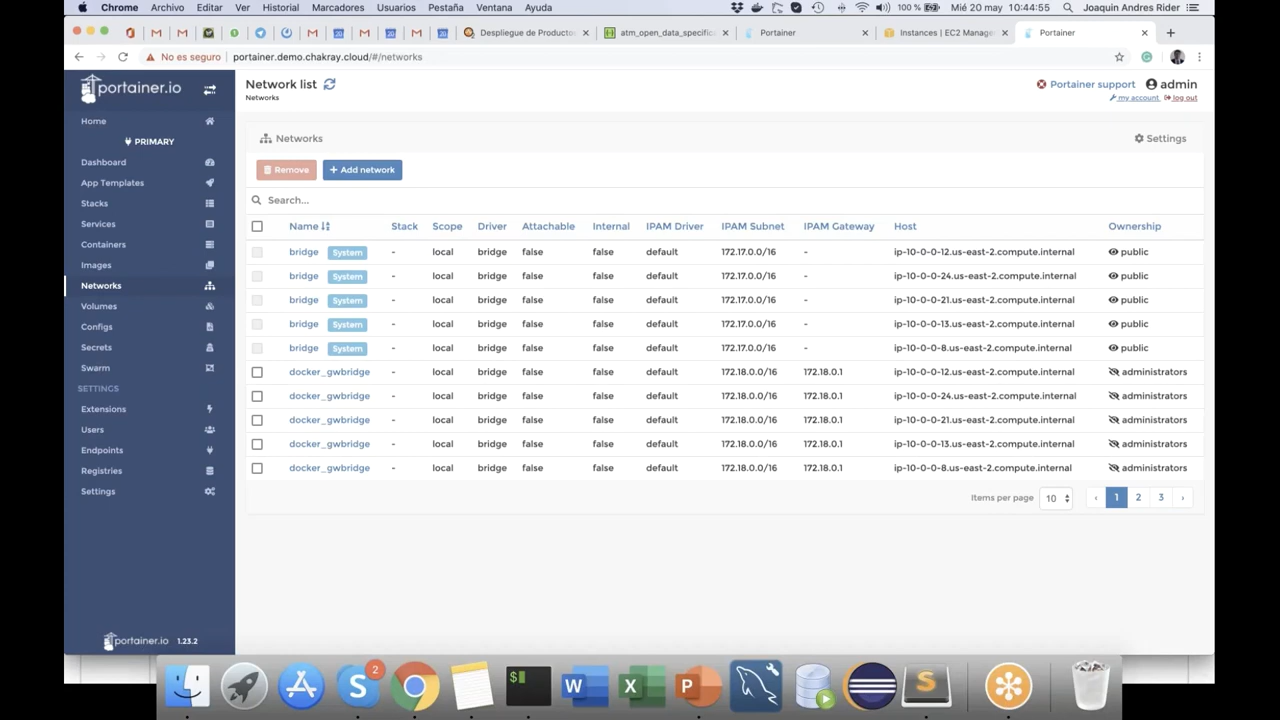 Chrome Archivo Editar Ver Historial Marcadores Usuarios Pestaña Ventana Ayuda 100 % Mié 20 may 10:44:55 Joaquin Andres Rider
20 20 20 Despliegue de Producto: atm_open_data_specifica Portainer Instances | EC2 Manage Portainer
No es seguro portainer.demo.chakray.cloud/#/networks
portainer.io
Network list
Networks
Portainer support admin
my account log out
Home
PRIMARY
Dashboard
App Templates
Stacks
Services
Containers
Images
Networks
Volumes
Configs
Secrets
Swarm
SETTINGS
Extensions
Users
Endpoints
Registries
Settings
portainer.io 1.23.2
Networks Settings
Remove + Add network
Search...
Name Stack Scope Driver Attachable Internal IPAM Driver IPAM Subnet IPAM Gateway Host Ownership
bridge System - local bridge false false default 172.17.0.0/16 - ip-10-0-0-12.us-east-2.compute.internal public
bridge System - local bridge false false default 172.17.0.0/16 - ip-10-0-0-24.us-east-2.compute.internal public
bridge System - local bridge false false default 172.17.0.0/16 - ip-10-0-0-21.us-east-2.compute.internal public
bridge System - local bridge false false default 172.17.0.0/16 - ip-10-0-0-13.us-east-2.compute.internal public
bridge System - local bridge false false default 172.17.0.0/16 - ip-10-0-0-8.us-east-2.compute.internal public
docker_gwbridge - local bridge false false default 172.18.0.0/16 172.18.0.1 ip-10-0-0-12.us-east-2.compute.internal administrators
docker_gwbridge - local bridge false false default 172.18.0.0/16 172.18.0.1 ip-10-0-0-24.us-east-2.compute.internal administrators
docker_gwbridge - local bridge false false default 172.18.0.0/16 172.18.0.1 ip-10-0-0-21.us-east-2.compute.internal administrators
docker_gwbridge - local bridge false false default 172.18.0.0/16 172.18.0.1 ip-10-0-0-13.us-east-2.compute.internal administrators
docker_gwbridge - local bridge false false default 172.18.0.0/16 172.18.0.1 ip-10-0-0-8.us-east-2.compute.internal administrators
Items per page 10 ‹ 1 2 3 ›
S 2 $ W X P S